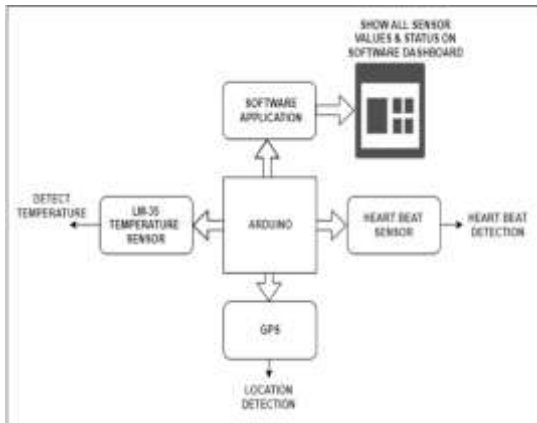 SHOW ALL SENSOR
VALUES & STATUS ON
SOFTWARE DASHBOARD
SOFTWARE
APPLICATION
DETECT
TEMPERATURE
LM-35
TEMPERATURE
SENSOR
ARDUINO
HEART BEAT
SENSOR
HEART BEAT
DETECTION
GPS
LOCATION
DETECTION